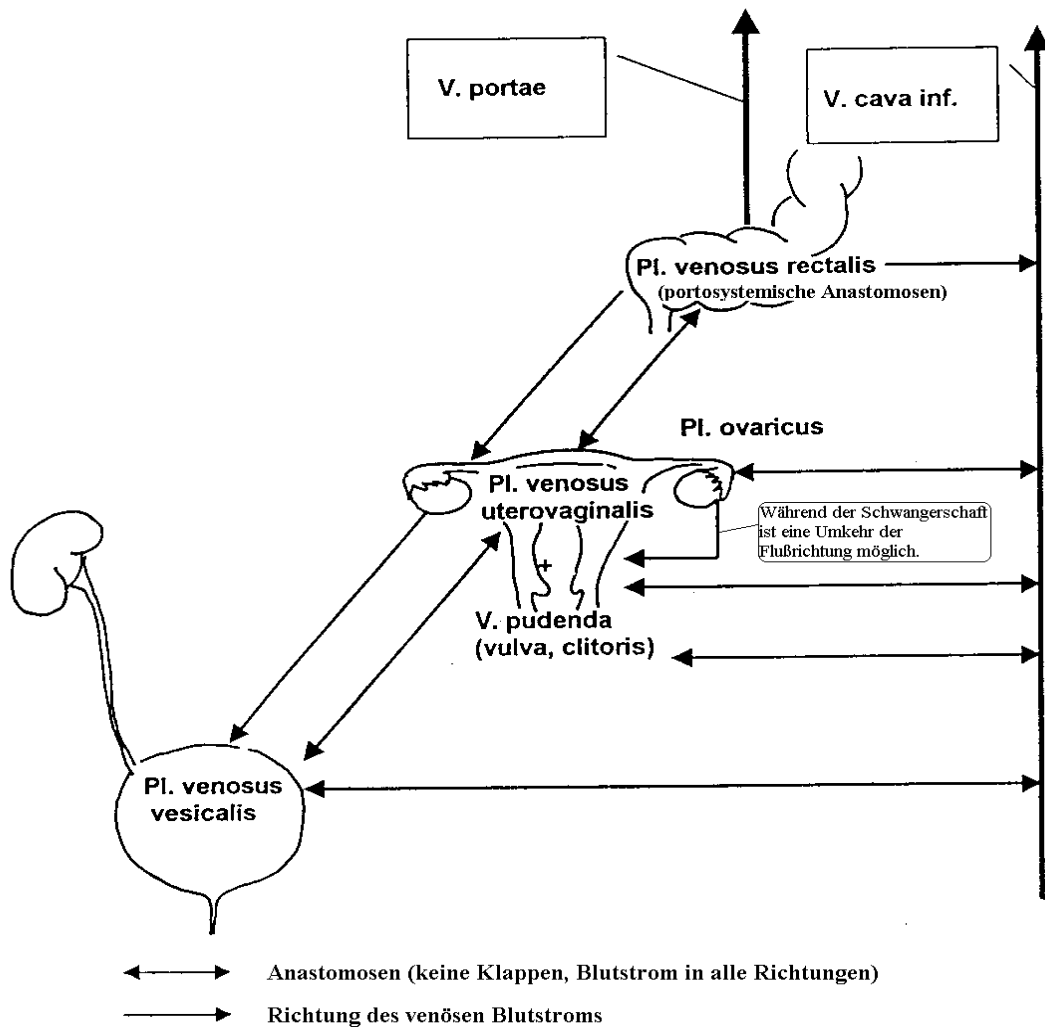 V. portae
V. cava inf.
Pl. venosus rectalis
(portosystemische Anastomosen)
Pl. ovaricus
Pl. venosus
uterovaginalis
Während der Schwangerschaft
ist eine Umkehr der
Flußrichtung möglich.
+
V. pudenda
(vulva, clitoris)
Pl. venosus
vesicalis
Anastomosen (keine Klappen, Blutstrom in alle Richtungen)
Richtung des venösen Blutstroms